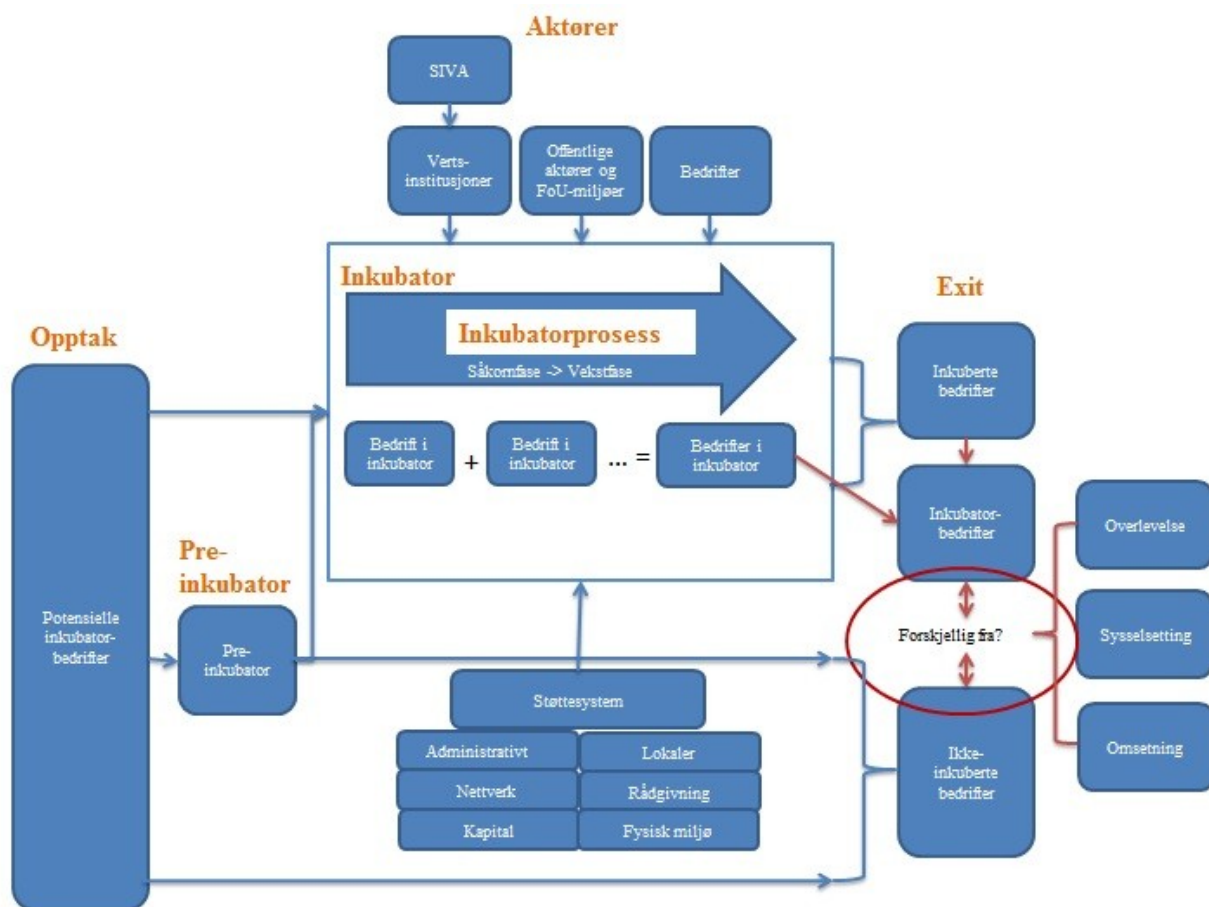 Aktører
SIVA
Verts-
institusjoner
Offentlige
aktører og
FoU-miljøer
Bedrifter
Inkubator
Inkubatorprosess
Såkornfase -> Vekstfase
Bedrift i
inkubator
+
Bedrift i
inkubator
... =
Bedrifter i
inkubator
Opptak
Potensielle
inkubator-
bedrifter
Pre-
inkubator
Pre-
inkubator
Støttesystem
Administrativt
Lokaler
Nettverk
Rådgivning
Kapital
Fysisk miljø
Exit
Inkuberte
bedrifter
Inkubator-
bedrifter
Forskjellig fra?
Ikke-
inkuberte
bedrifter
Overlevelse
Sysselsetting
Omsetning